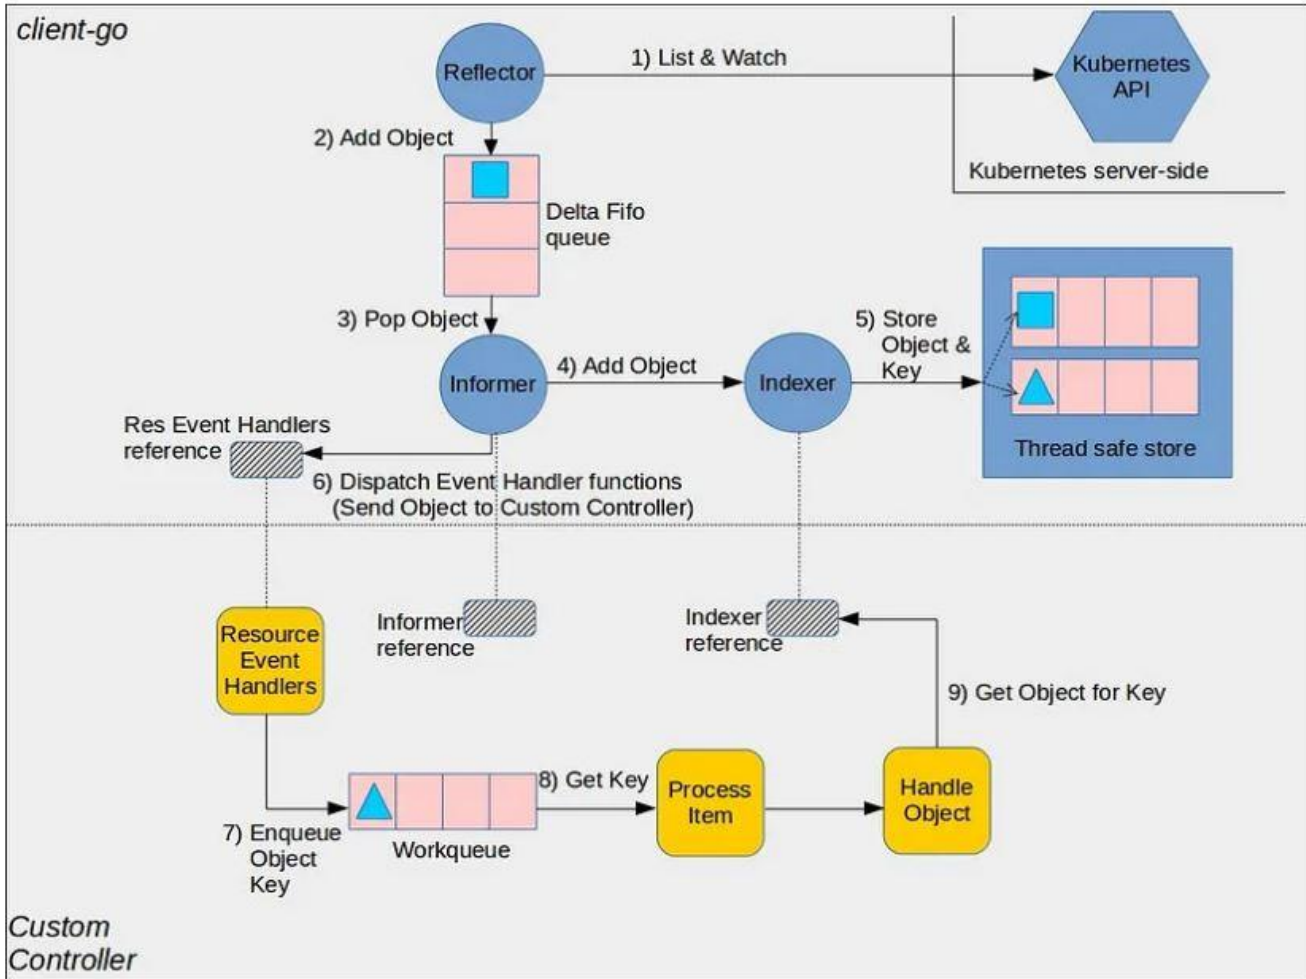 client-go
Reflector
1) List & Watch
Kubernetes
API
Kubernetes server-side
2) Add Object
Delta Fifo
queue
3) Pop Object
Informer
4) Add Object
Indexer
5) Store
Object &
Key
Thread safe store
Res Event Handlers
reference
6) Dispatch Event Handler functions
(Send Object to Custom Controller)
Resource
Event
Handlers
Informer
reference
Indexer
reference
9) Get Object for Key
7) Enqueue
Object
Key
Workqueue
8) Get Key
Process
Item
Handle
Object
Custom
Controller